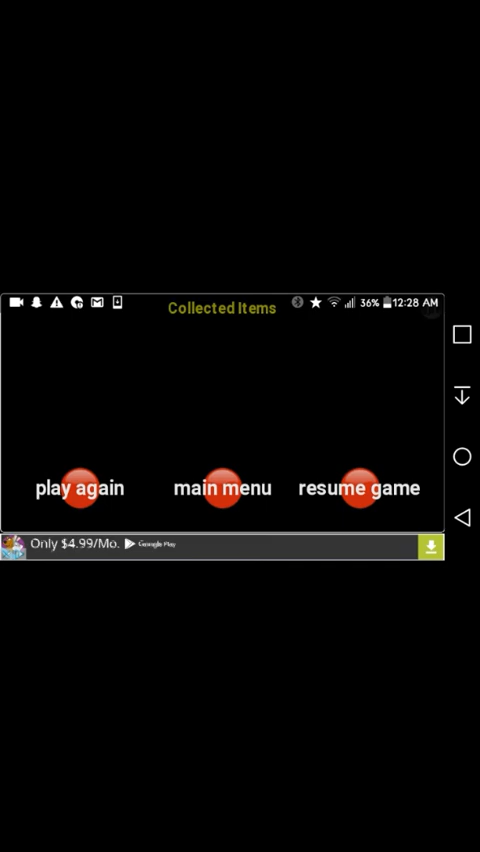 36% 12:28 AM
Collected Items
play again main menu resume game
Only $4.99/Mo. Google Play